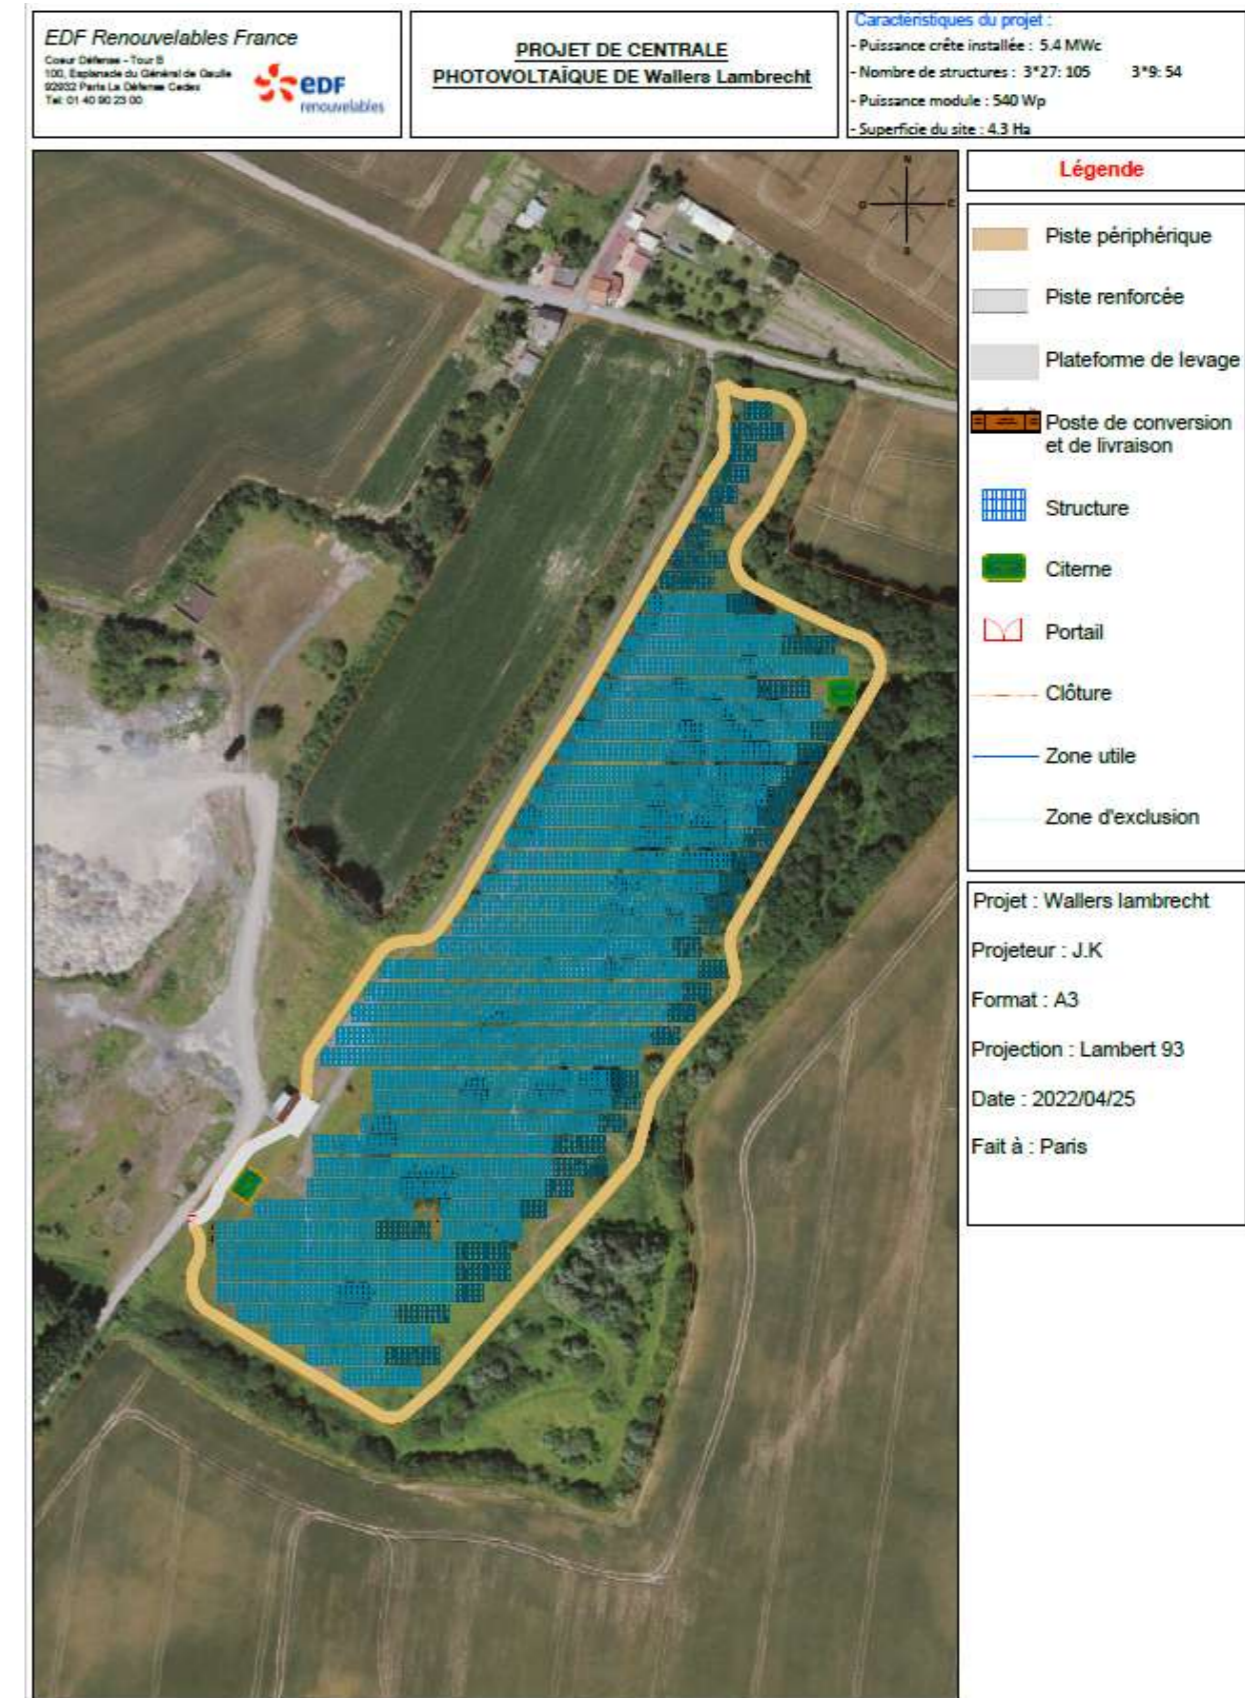 EDF Renouvelables France
Coeur Défense - Tour B
100, Esplanade du Général de Gaulle
92932 Paris La Défense Cedex
Tel: 01 40 90 23 00
eDF
renouvelables
PROJET DE CENTRALE
PHOTOVOLTAÏQUE DE Wallers Lambrecht
Caractéristiques du projet :
- Puissance crête installée : 5.4 MWc
- Nombre de structures : 3*27: 105 3*9: 54
- Puissance module : 540 Wp
- Superficie du site : 4.3 Ha
N
O E
S
Légende
Piste périphérique
Piste renforcée
Plateforme de levage
Poste de conversion
et de livraison
Structure
Citerne
Portail
Clôture
Zone utile
Zone d'exclusion
Projet : Wallers lambrecht
Projeteur : J.K
Format : A3
Projection : Lambert 93
Date : 2022/04/25
Fait à : Paris